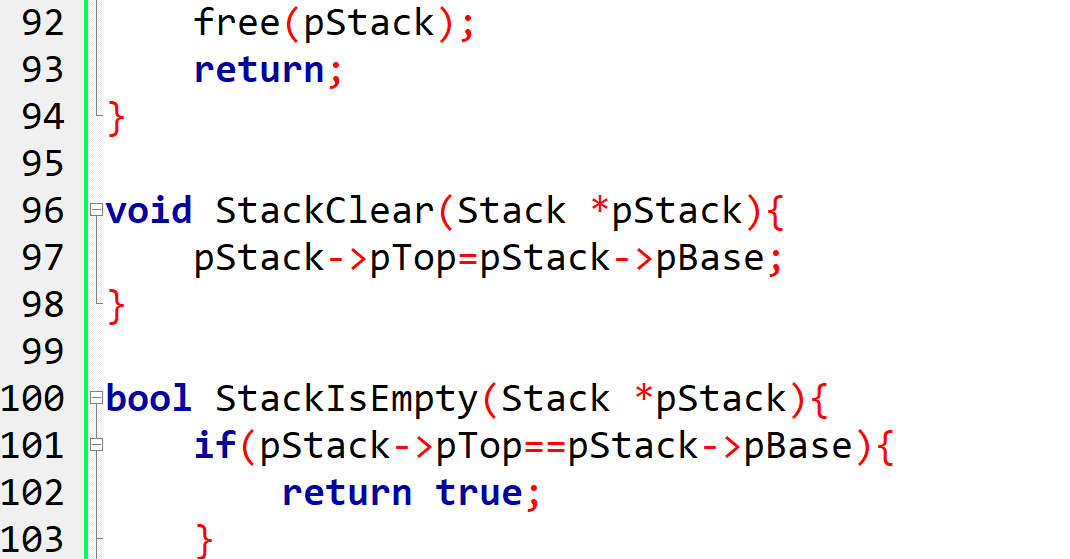 92 free(pStack);
93 return;
94 }
95
96 void StackClear(Stack *pStack){
97 pStack->pTop=pStack->pBase;
98 }
99
100 bool StackIsEmpty(Stack *pStack){
101 if(pStack->pTop==pStack->pBase){
102 return true;
103 }